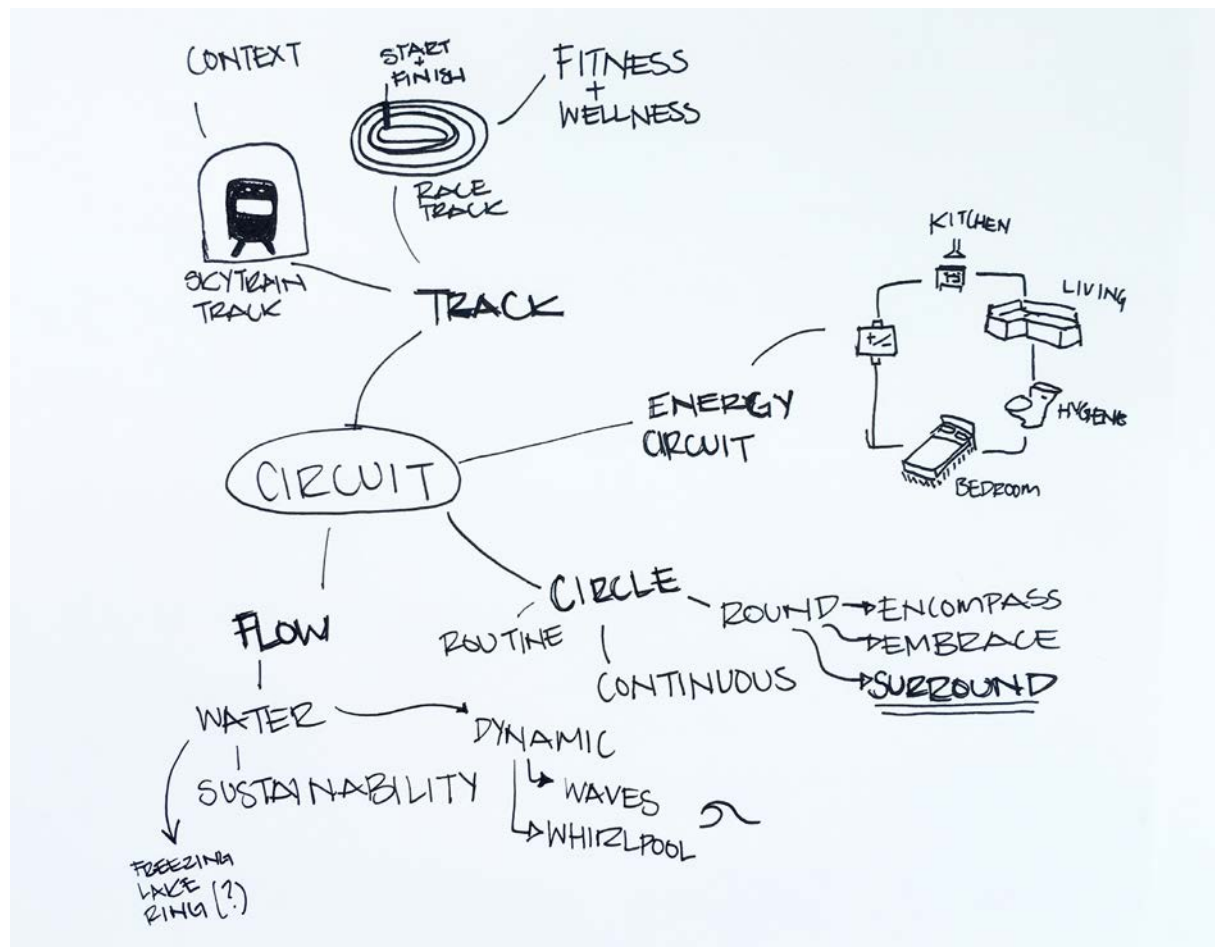 CONTEXT
START
+
FINISH
FITNESS
+
WELLNESS
RACE
TRACK
SKYTRAIN
TRACK
TRACK
KITCHEN
LIVING
+/-
HYGIENE
BEDROOM
ENERGY
CIRCUIT
CIRCUIT
FLOW
CIRCLE
ROUTINE
CONTINUOUS
ROUND
ENCOMPASS
EMBRACE
SURROUND
WATER
SUSTAINABILITY
DYNAMIC
WAVES
WHIRLPOOL
FREEZING
LAKE
RING (?)